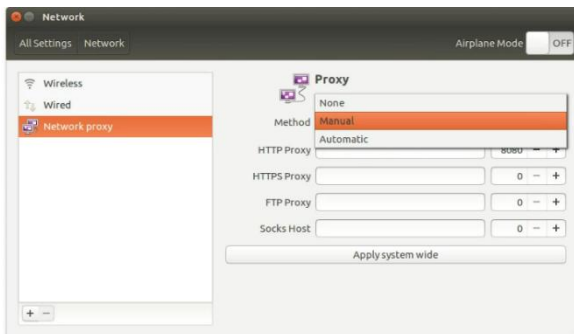 Network
All Settings Network Airplane Mode OFF
Wireless
Wired
Network proxy
Proxy
None
Method Manual
Automatic
HTTP Proxy 8080 - +
HTTPS Proxy 0 - +
FTP Proxy 0 - +
Socks Host 0 - +
Apply system wide
+ -